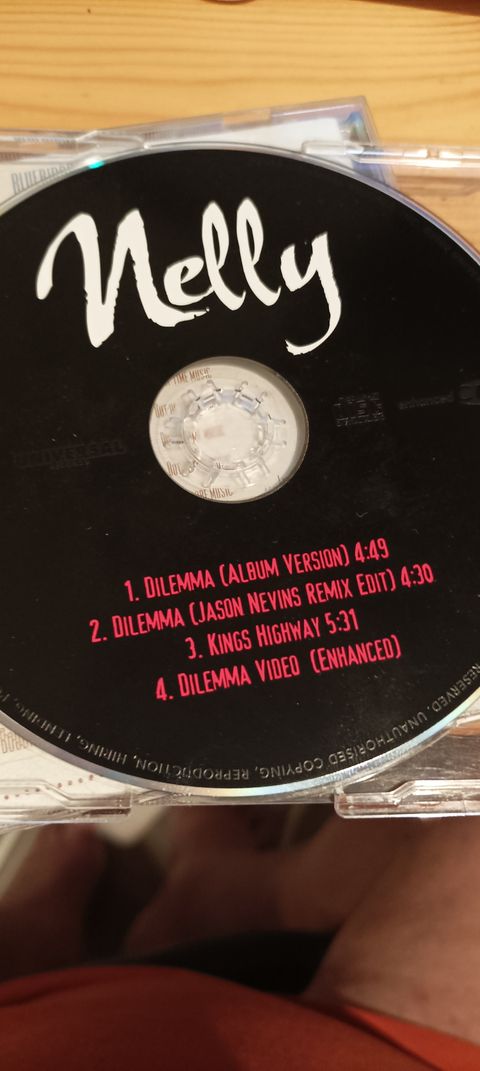 Nelly
enhanced
1. Dilemma (Album Version) 4:49
2. Dilemma (Jason Nevins Remix Edit) 4:30
3. Kings Highway 5:31
4. Dilemma Video (Enhanced)
RESERVED. UNAUTHORISED COPYING, REPRODUCTION, HIRING, LENDING,